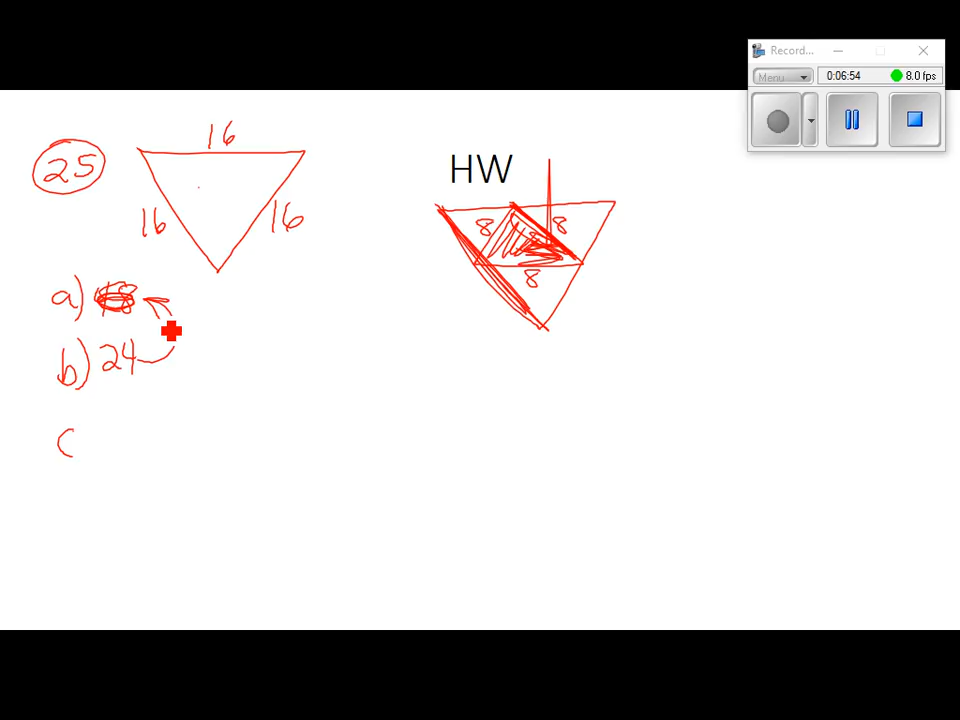 Record...
Menu
0:06:54
8.0 fps
25
16
16
16
HW
8
8
8
a)
b) 24
(